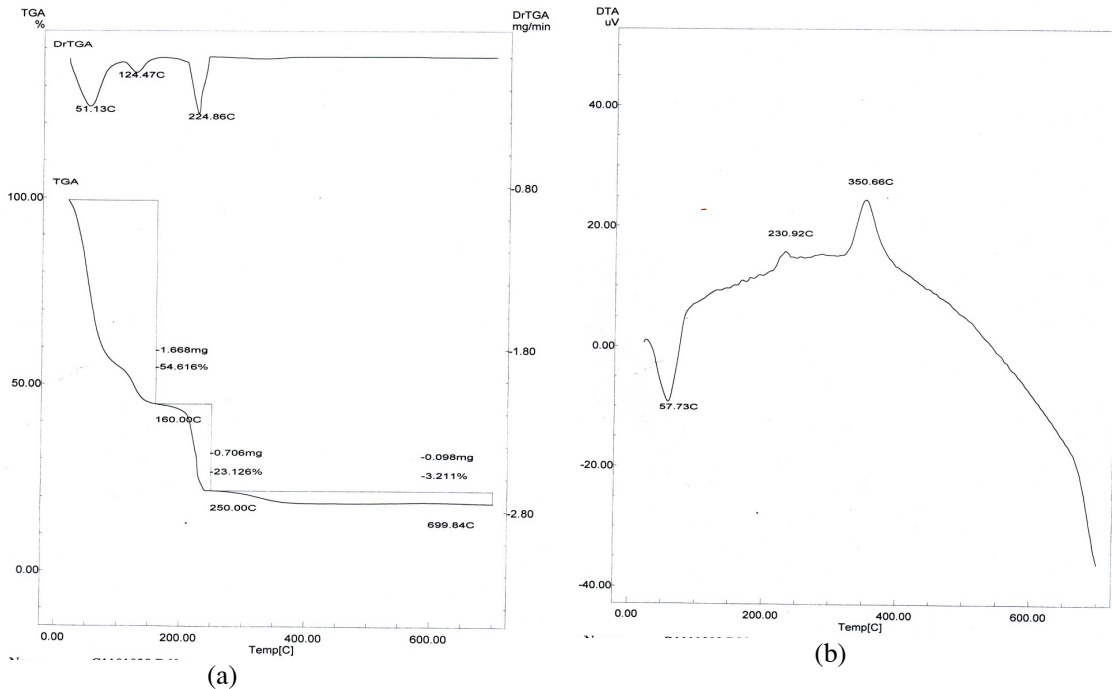 TGA
%
DrTGA
mg/min
DrTGA
124.47C
51.13C
224.86C
TGA
100.00
-0.80
-1.668mg
-1.80
-54.616%
50.00
160.00C
-0.706mg
-0.098mg
-23.126%
-3.211%
250.00C
-2.80
699.84C
0.00
0.00
200.00
400.00
600.00
Temp[C]
(a)
DTA
uV
40.00
350.66C
230.92C
20.00
0.00
57.73C
-20.00
-40.00
0.00
200.00
400.00
600.00
Temp[C]
(b)